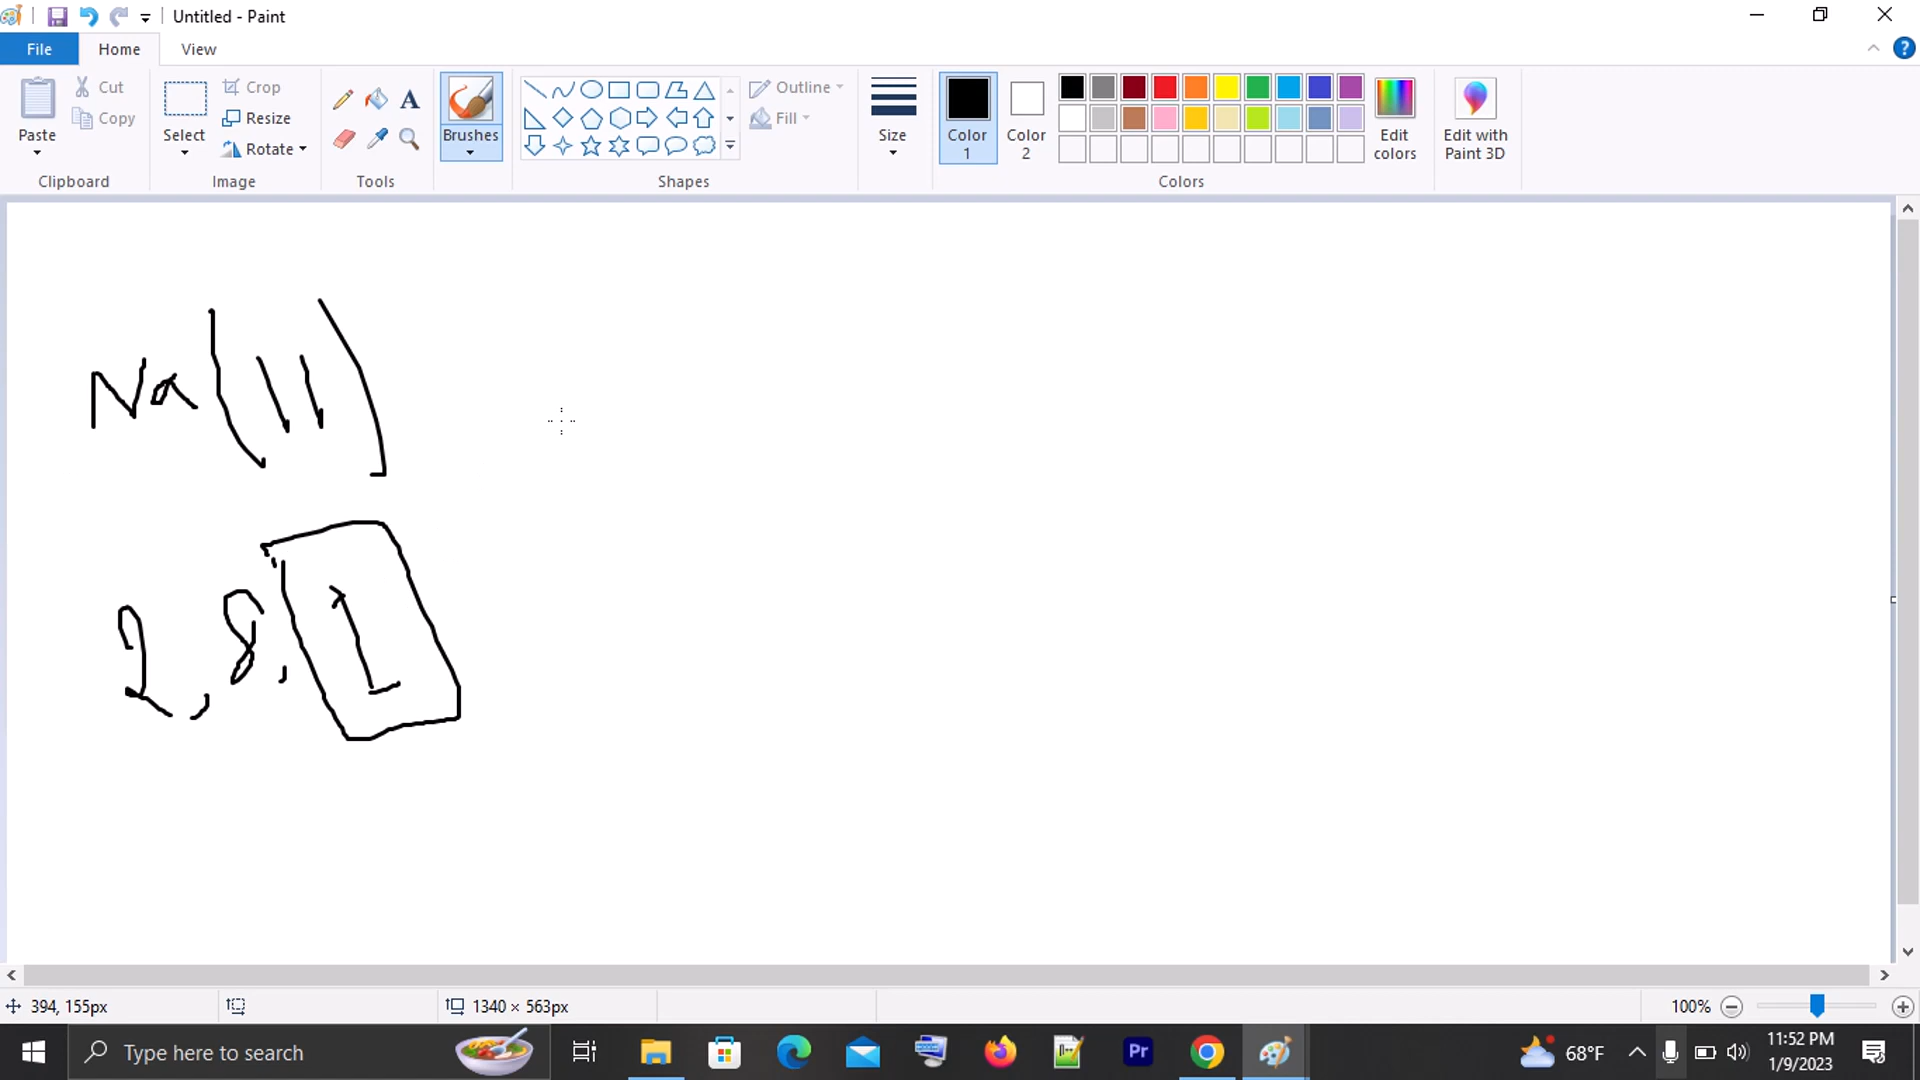 Untitled - Paint
File Home View
Paste Cut Copy Select Crop Resize Rotate Brushes Outline Fill Size Color 1 Color 2 Edit colors Edit with Paint 3D
Clipboard Image Tools Shapes Colors
Na(11)
2,8,1
394, 155px 1340 × 563px 100%
Type here to search Pr 68°F 11:52 PM
1/9/2023